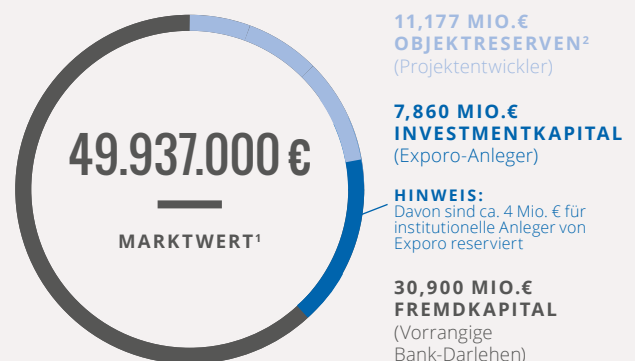 49.937.000 €
MARKTWERT¹
11,177 MIO.€
OBJEKTRESERVEN²
(Projektentwickler)
7,860 MIO.€
INVESTMENTKAPITAL
(Exporo-Anleger)
HINWEIS:
Davon sind ca. 4 Mio. € für
institutionelle Anleger von
Exporo reserviert
30,900 MIO.€
FREMDKAPITAL
(Vorrangige
Bank-Darlehen)